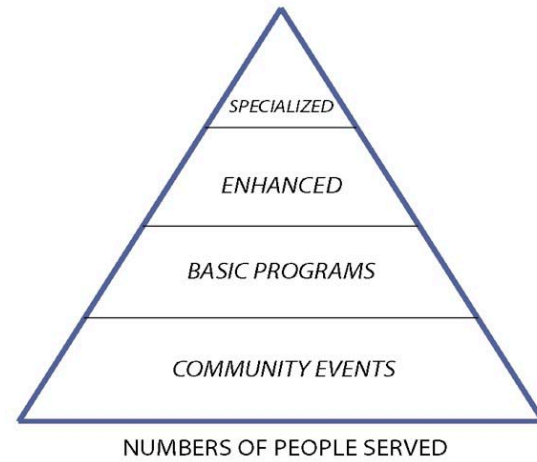 SPECIALIZED
ENHANCED
BASIC PROGRAMS
COMMUNITY EVENTS
NUMBERS OF PEOPLE SERVED